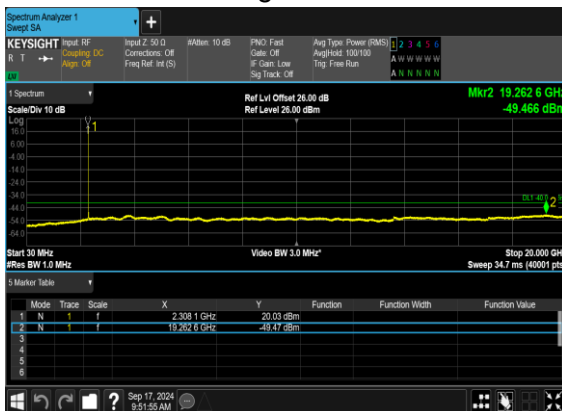 Spectrum Analyzer 1
Swept SA
KEYSIGHT Input: RF Input Z: 50 Ω #Atten: 10 dB PNO: Fast Avg Type: Power (RMS) 1 2 3 4 5 6
R T Coupling: DC Corrections: Off Gate: Off Avg|Hold: 100/100 A W W W W W
Align: Off Freq Ref: Int (S) IF Gain: Low Trig: Free Run
Sig Track: Off A N N N N N
1 Spectrum Ref Lvl Offset 26.00 dB Mkr2 19.262 6 GHz
Scale/Div 10 dB Ref Level 26.00 dBm -49.466 dBm
Log
16.0
6.00
-4.00
-14.0
-24.0
-34.0
-44.0
-54.0
-64.0
1
2
Start 30 MHz Video BW 3.0 MHz* Stop 20.000 GHz
#Res BW 1.0 MHz Sweep 34.7 ms (40001 pts)
5 Marker Table
Mode Trace Scale X Y Function Function Width Function Value
1 N 1 f 2.308 1 GHz 20.03 dBm
2 N 1 f 19.262 6 GHz -49.47 dBm
3
4
5
6
Sep 17, 2024
9:51:55 AM